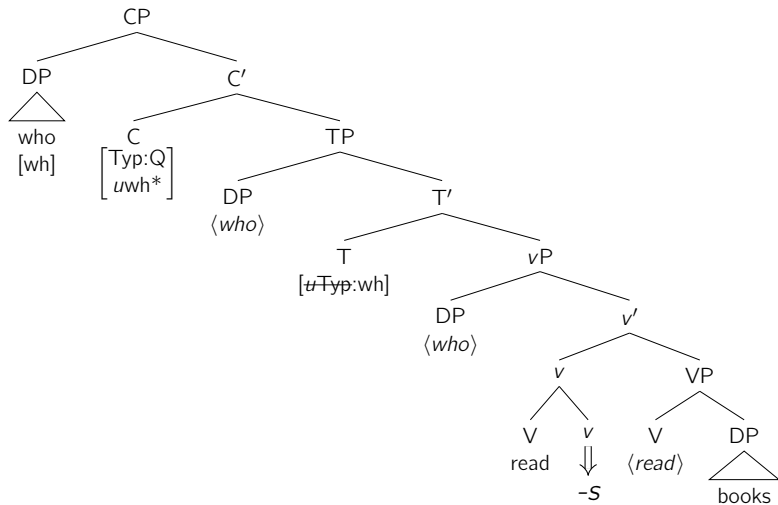 CP
DP C′
who
[wh]
C TP
[Typ:Q
uwh*]
DP T′
⟨who⟩
T vP
[uTyp:wh]
DP v′
⟨who⟩
v VP
V v V DP
read ⟨read⟩
–S books